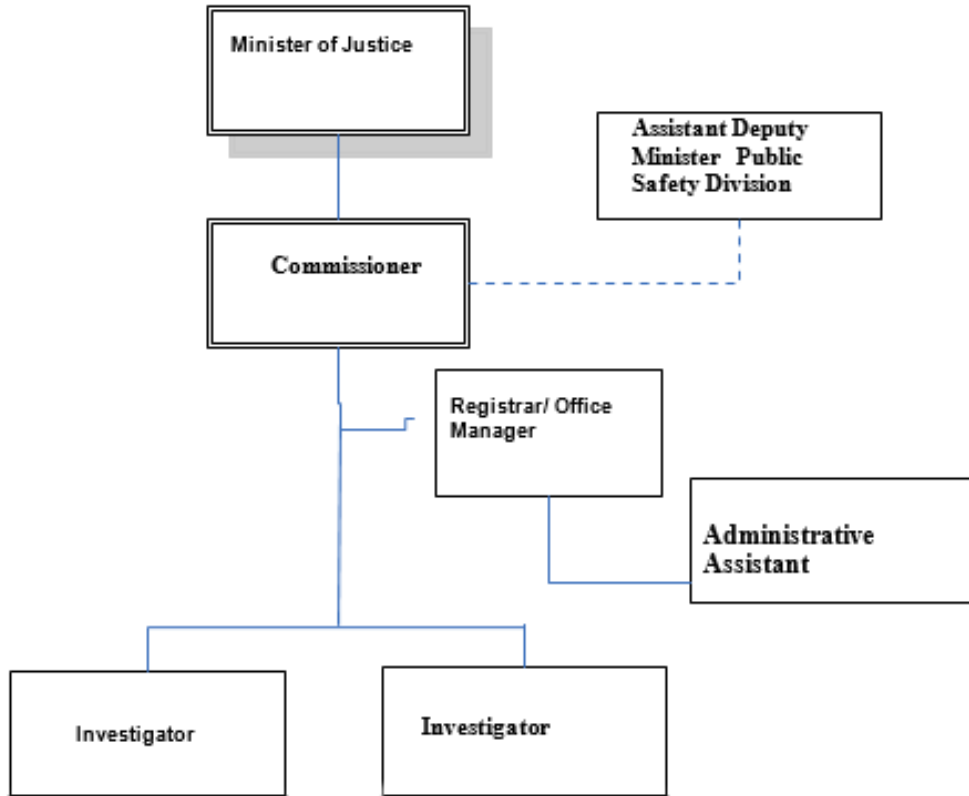 Minister of Justice
Assistant Deputy
Minister Public
Safety Division
Commissioner
Registrar/ Office
Manager
Administrative
Assistant
Investigator
Investigator